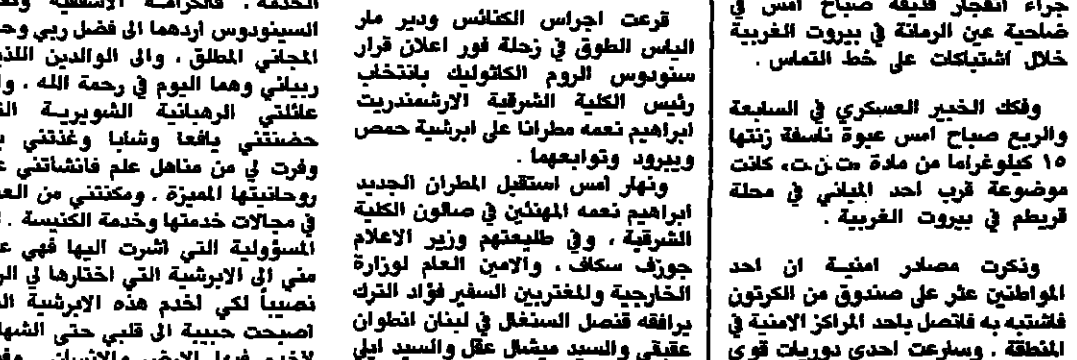 جراء انفجار قذيفة صباح امس في
ضاحية عين الرمانة في بيروت الغربية
خلال اشتباكات على خط التماس .
وفكك الخبير العسكري في السابعة
والربع صباح امس عبوة ناسفة زنتها
١٥ كيلوغراما من مادة «ت.ن.ت» كانت
موضوعة قرب احد المباني في محلة
قريطم في بيروت الغربية .
وذكرت مصادر امنية ان احد
المواطنين عثر على صندوق من الكرتون
فاشتبه به فاتصل باحد المراكز الامنية في
المنطقة . وسارعت احدى دوريات قوى
قرعت اجراس الكنائس ودير مار
الياس الطوق في زحلة فور اعلان قرار
سنودوس الروم الكاثوليك بانتخاب
رئيس الكلية الشرقية الارشمندريت
ابراهيم نعمه مطرانا على ابرشية حمص
ويبرود وتوابعهما .
ونهار امس استقبل المطران الجديد
ابراهيم نعمه المهنئين في صالون الكلية
الشرقية ، وفي طليعتهم وزير الاعلام
جوزف سكاف ، والامين العام لوزارة
الخارجية والمغتربين السفير فؤاد الترك
يرافقه قنصل السنغال في لبنان انطوان
عقيقي والسيد ميشال عقل والسيد ايلي
الخدمة . فالكرامة الاسقفية
السينودوس اردهما الى فضل ربي
المجاني المطلق ، والى الوالدين
ربياني وهما اليوم في رحمة الله .
عائلتي الرهبانية الشويرية
حضنتني يافعا وشابا وغذتني
وفرت لي من مناهل علم فانشأتني
روحانيتها المميزة . ومكنتني من
في مجالات خدمتها وخدمة الكنيسة .
المسؤولية التي اشرت اليها فهي
مني الى الابرشية التي اختارها لي
نصيباً لكي اخدم هذه الابرشية
اصبحت حبيبة الى قلبي حتى
لاخدم فيها الارض والانسان .